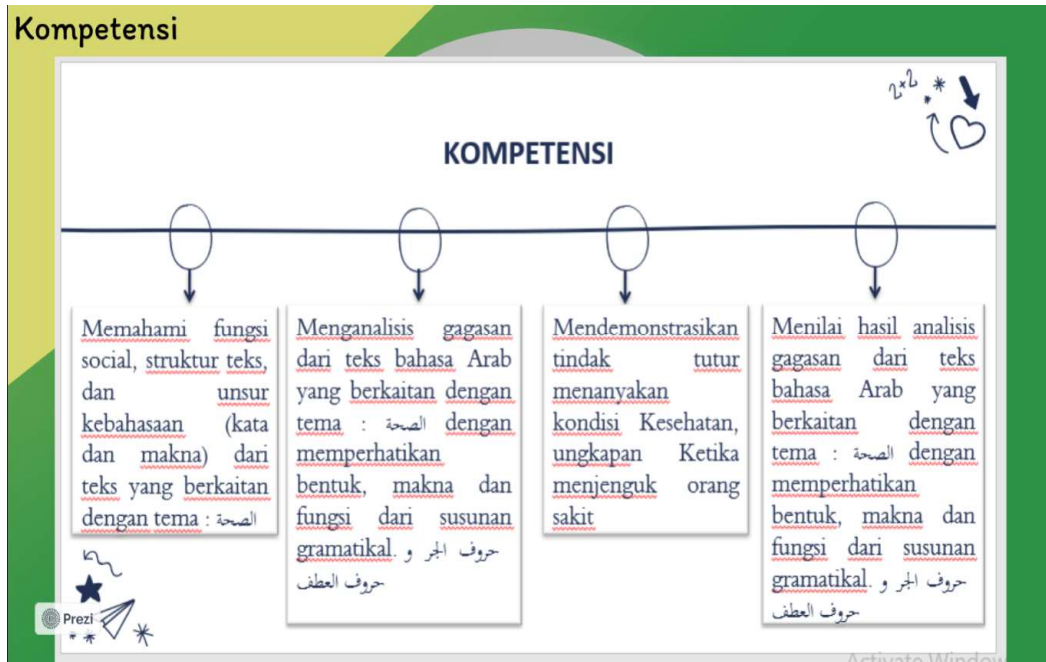 Kompetensi
2×2
KOMPETENSI
Memahami fungsi
social, struktur teks,
dan unsur
kebahasaan (kata
dan makna) dari
teks yang berkaitan
dengan tema : الصحة
Menganalisis gagasan
dari teks bahasa Arab
yang berkaitan dengan
tema : الصحة dengan
memperhatikan
bentuk, makna dan
fungsi dari susunan
gramatikal. حروف الجر و
حروف العطف
Mendemonstrasikan
tindak tutur
menanyakan
kondisi Kesehatan,
ungkapan Ketika
menjenguk orang
sakit
Menilai hasil analisis
gagasan dari teks
bahasa Arab yang
berkaitan dengan
tema : الصحة dengan
memperhatikan
bentuk, makna dan
fungsi dari susunan
gramatikal. حروف الجر و
حروف العطف
Prezi
Activate Window